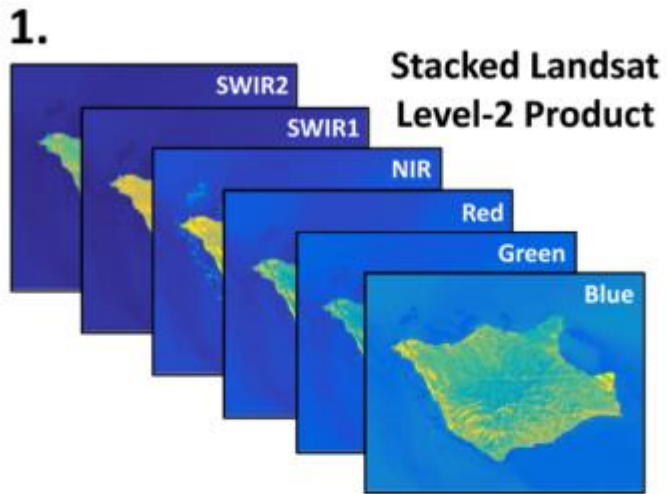 1.
Stacked Landsat
Level-2 Product
SWIR2
SWIR1
NIR
Red
Green
Blue